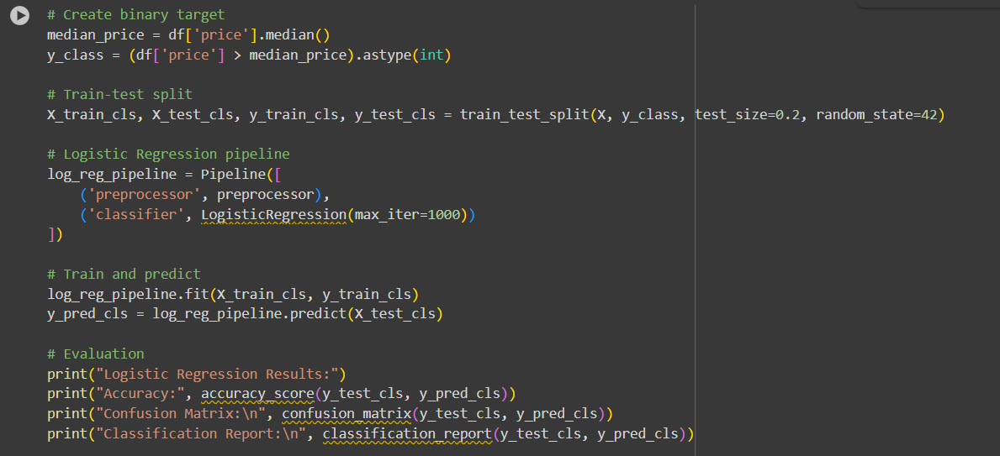 # Create binary target
median_price = df['price'].median()
y_class = (df['price'] > median_price).astype(int)
# Train-test split
X_train_cls, X_test_cls, y_train_cls, y_test_cls = train_test_split(X, y_class, test_size=0.2, random_state=42)
# Logistic Regression pipeline
log_reg_pipeline = Pipeline([
    ('preprocessor', preprocessor),
    ('classifier', LogisticRegression(max_iter=1000))
])
# Train and predict
log_reg_pipeline.fit(X_train_cls, y_train_cls)
y_pred_cls = log_reg_pipeline.predict(X_test_cls)
# Evaluation
print("Logistic Regression Results:")
print("Accuracy:", accuracy_score(y_test_cls, y_pred_cls))
print("Confusion Matrix:\n", confusion_matrix(y_test_cls, y_pred_cls))
print("Classification Report:\n", classification_report(y_test_cls, y_pred_cls))